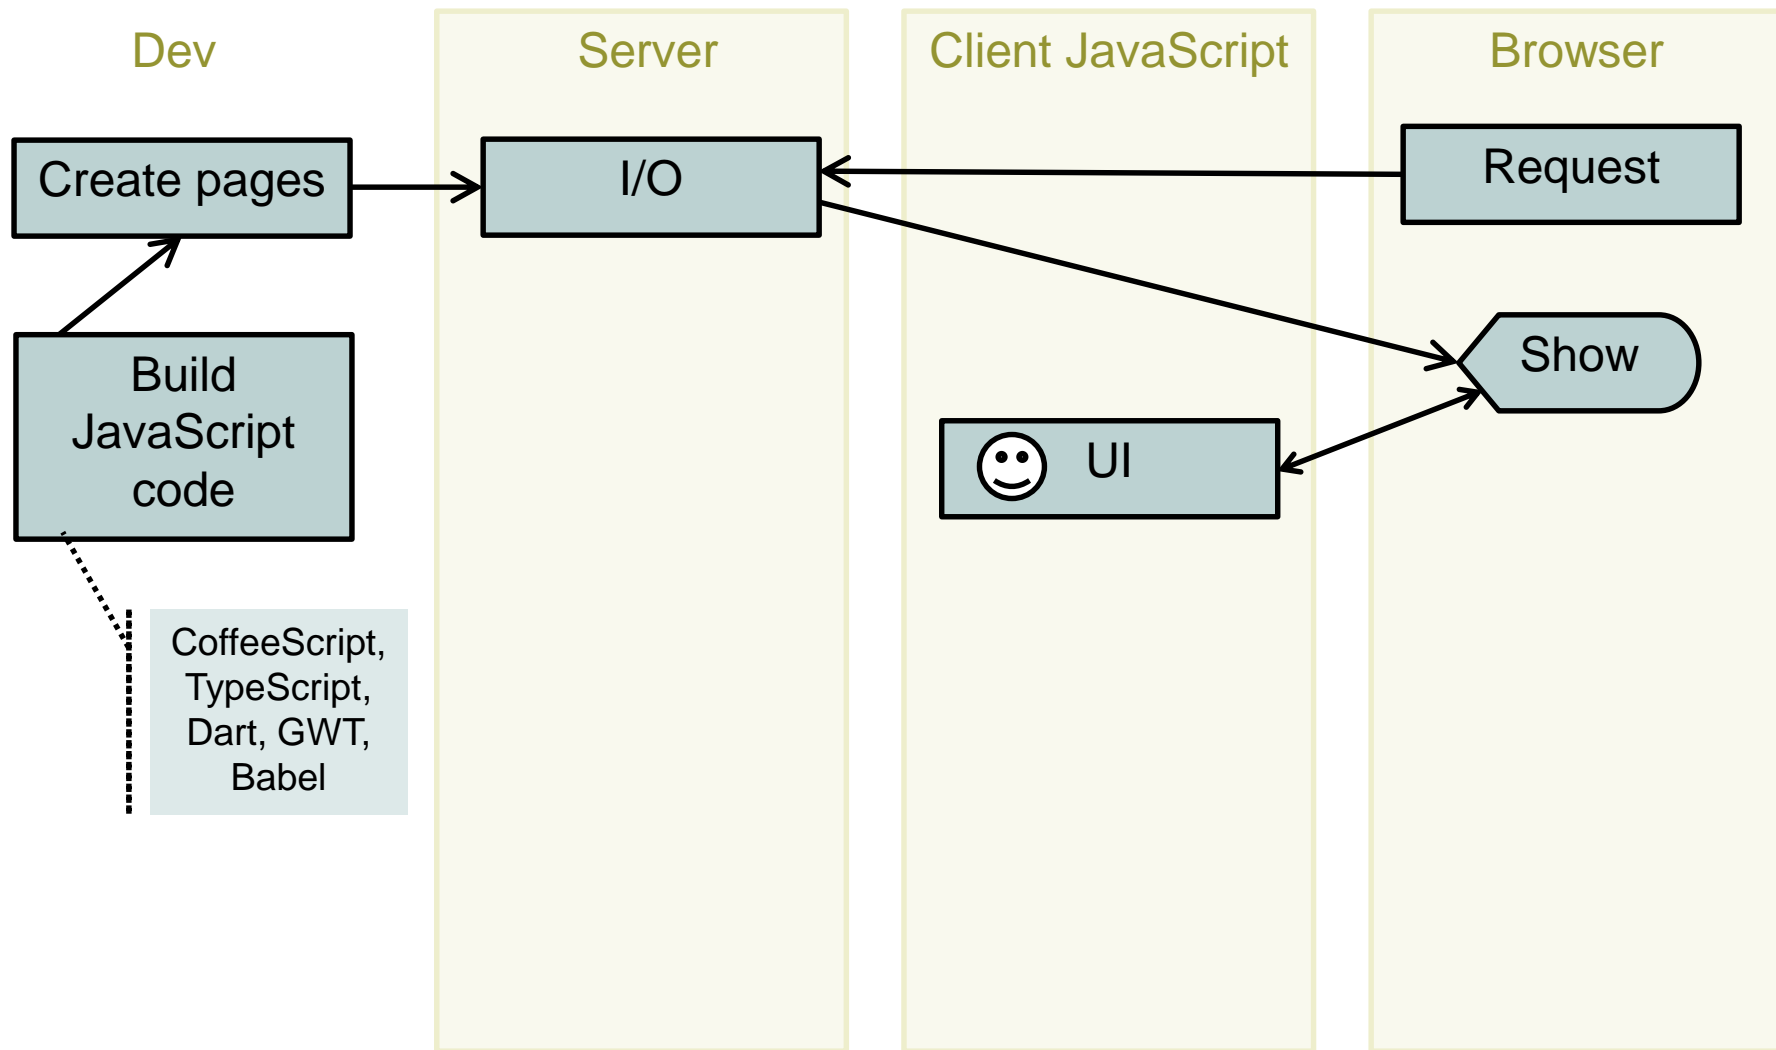 Dev
Server
Client JavaScript
Browser
Create pages
I/O
Request
Show
Build
JavaScript
code
UI
CoffeeScript,
TypeScript,
Dart, GWT,
Babel